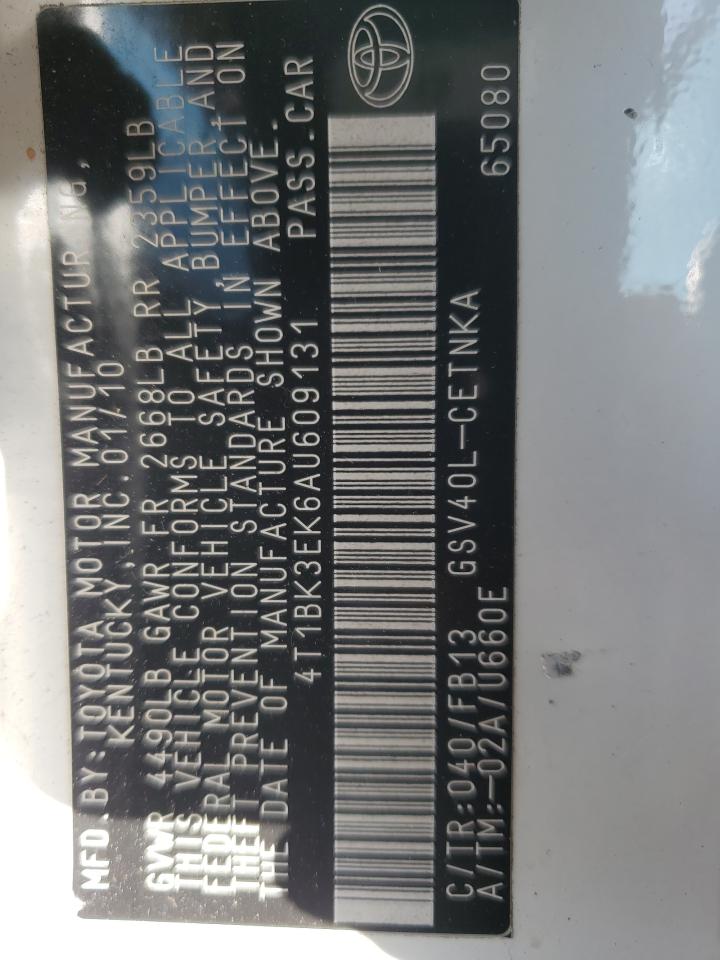 MFD.BY:TOYOTA MOTOR MANUFACTUR NG,
KENTUCKY,INC.01/10
GVWR 4490LB GAWR FR 2668LB RR 2359LB
THIS VEHICLE CONFORMS TO ALL APPLICABLE
FEDERAL MOTOR VEHICLE SAFETY,BUMPER,AND
THEFT PREVENTION STANDARDS IN EFFECT ON
THE DATE OF MANUFACTURE SHOWN ABOVE.
4T1BK3EK6AU609131 PASS.CAR
C/TR:040/FB13 GSV40L-CETNKA 65080
A/TM:-02A/U660E